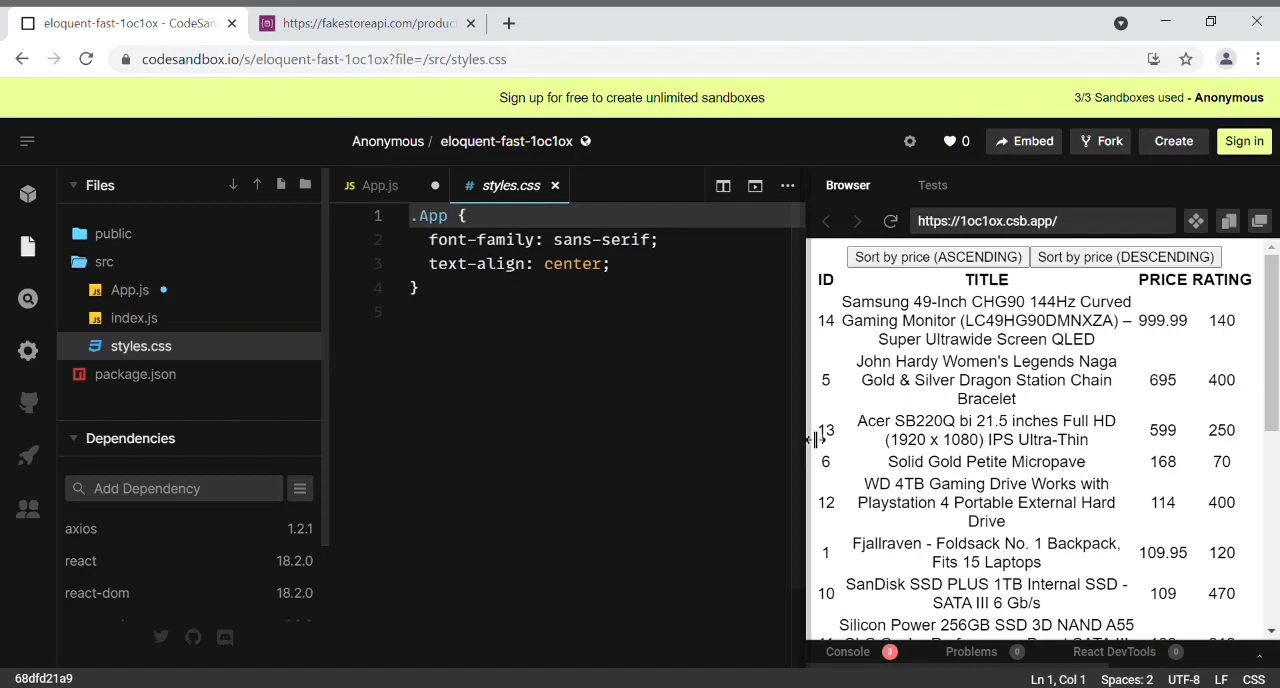 eloquent-fast-1oc1ox - CodeSan
https://fakestoreapi.com/produc
codesandbox.io/s/eloquent-fast-1oc1ox?file=/src/styles.css
Sign up for free to create unlimited sandboxes
3/3 Sandboxes used - Anonymous
Anonymous / eloquent-fast-1oc1ox
0
Embed
Fork
Create
Sign in
Files
public
src
JS App.js
JS index.js
styles.css
package.json
Dependencies
Add Dependency
axios 1.2.1
react 18.2.0
react-dom 18.2.0
JS App.js
# styles.css
1 .App {
2 font-family: sans-serif;
3 text-align: center;
4 }
5
Browser
Tests
https://1oc1ox.csb.app/
Sort by price (ASCENDING) Sort by price (DESCENDING)
ID TITLE PRICE RATING
Samsung 49-Inch CHG90 144Hz Curved
14 Gaming Monitor (LC49HG90DMNXZA) – 999.99 140
Super Ultrawide Screen QLED
John Hardy Women's Legends Naga
5 Gold & Silver Dragon Station Chain 695 400
Bracelet
13 Acer SB220Q bi 21.5 inches Full HD 599 250
(1920 x 1080) IPS Ultra-Thin
6 Solid Gold Petite Micropave 168 70
WD 4TB Gaming Drive Works with
12 Playstation 4 Portable External Hard 114 400
Drive
1 Fjallraven - Foldsack No. 1 Backpack, 109.95 120
Fits 15 Laptops
10 SanDisk SSD PLUS 1TB Internal SSD - 109 470
SATA III 6 Gb/s
Silicon Power 256GB SSD 3D NAND A55
Console 3
Problems 0
React DevTools 0
68dfd21a9
Ln 1, Col 1 Spaces: 2 UTF-8 LF CSS